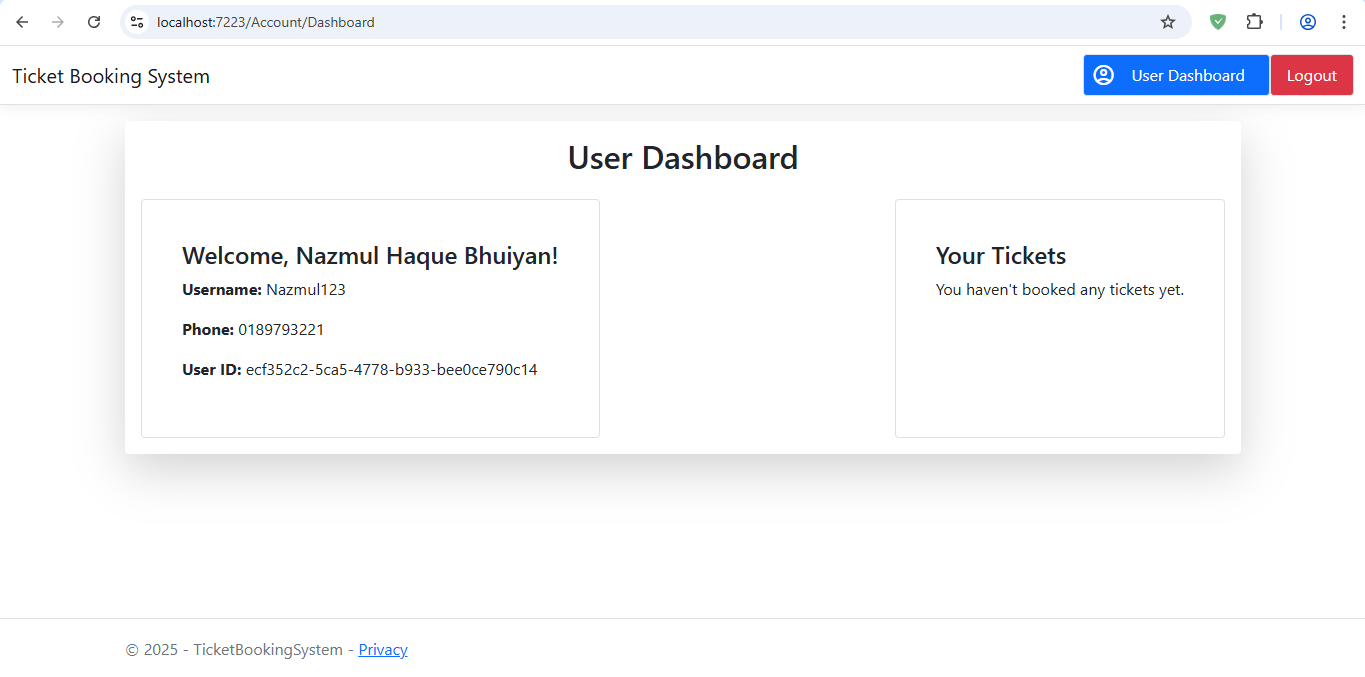 localhost:7223/Account/Dashboard
Ticket Booking System
User Dashboard
Logout
User Dashboard
Welcome, Nazmul Haque Bhuiyan!
Username: Nazmul123
Phone: 0189793221
User ID: ecf352c2-5ca5-4778-b933-bee0ce790c14
Your Tickets
You haven't booked any tickets yet.
© 2025 - TicketBookingSystem - Privacy